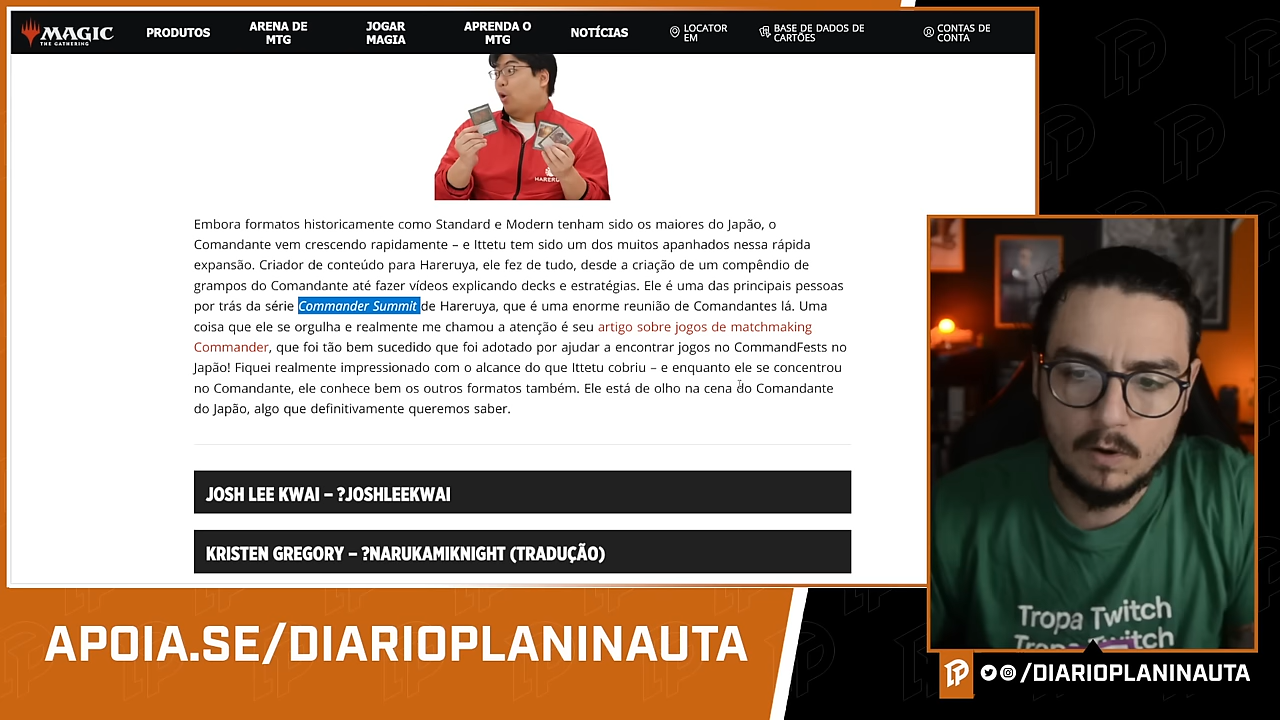 MAGIC
THE GATHERING
PRODUTOS
ARENA DE
MTG
JOGAR
MAGIA
APRENDA O
MTG
NOTÍCIAS
LOCATOR
EM
BASE DE DADOS DE
CARTÕES
CONTAS DE
CONTA
Embora formatos historicamente como Standard e Modern tenham sido os maiores do Japão, o
Comandante vem crescendo rapidamente – e Ittetu tem sido um dos muitos apanhados nessa rápida
expansão. Criador de conteúdo para Hareruya, ele fez de tudo, desde a criação de um compêndio de
grampos do Comandante até fazer vídeos explicando decks e estratégias. Ele é uma das principais pessoas
por trás da série Commander Summit de Hareruya, que é uma enorme reunião de Comandantes lá. Uma
coisa que ele se orgulha e realmente me chamou a atenção é seu artigo sobre jogos de matchmaking
Commander, que foi tão bem sucedido que foi adotado por ajudar a encontrar jogos no CommandFests no
Japão! Fiquei realmente impressionado com o alcance do que Ittetu cobriu – e enquanto ele se concentrou
no Comandante, ele conhece bem os outros formatos também. Ele está de olho na cena do Comandante
do Japão, algo que definitivamente queremos saber.
JOSH LEE KWAI – ?JOSHLEEKWAI
KRISTEN GREGORY – ?NARUKAMIKNIGHT (TRADUÇÃO)
Tropa Twitch
Tropa Twitch
APOIA.SE/DIARIOPLANINAUTA
/DIARIOPLANINAUTA